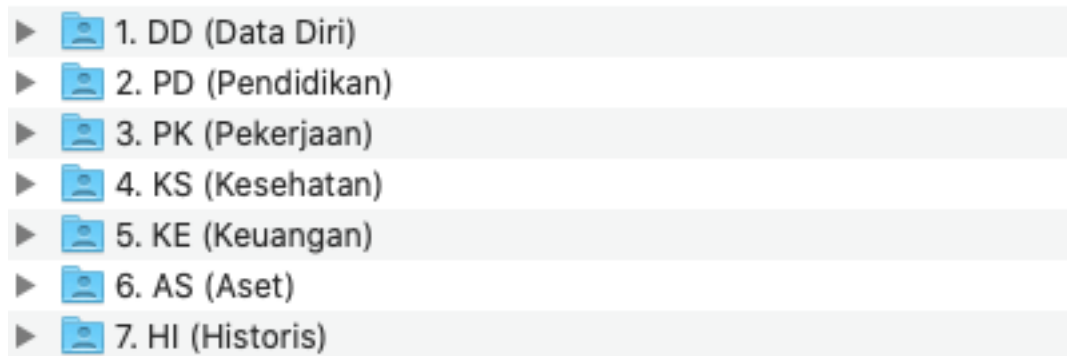 1. DD (Data Diri)
2. PD (Pendidikan)
3. PK (Pekerjaan)
4. KS (Kesehatan)
5. KE (Keuangan)
6. AS (Aset)
7. HI (Historis)